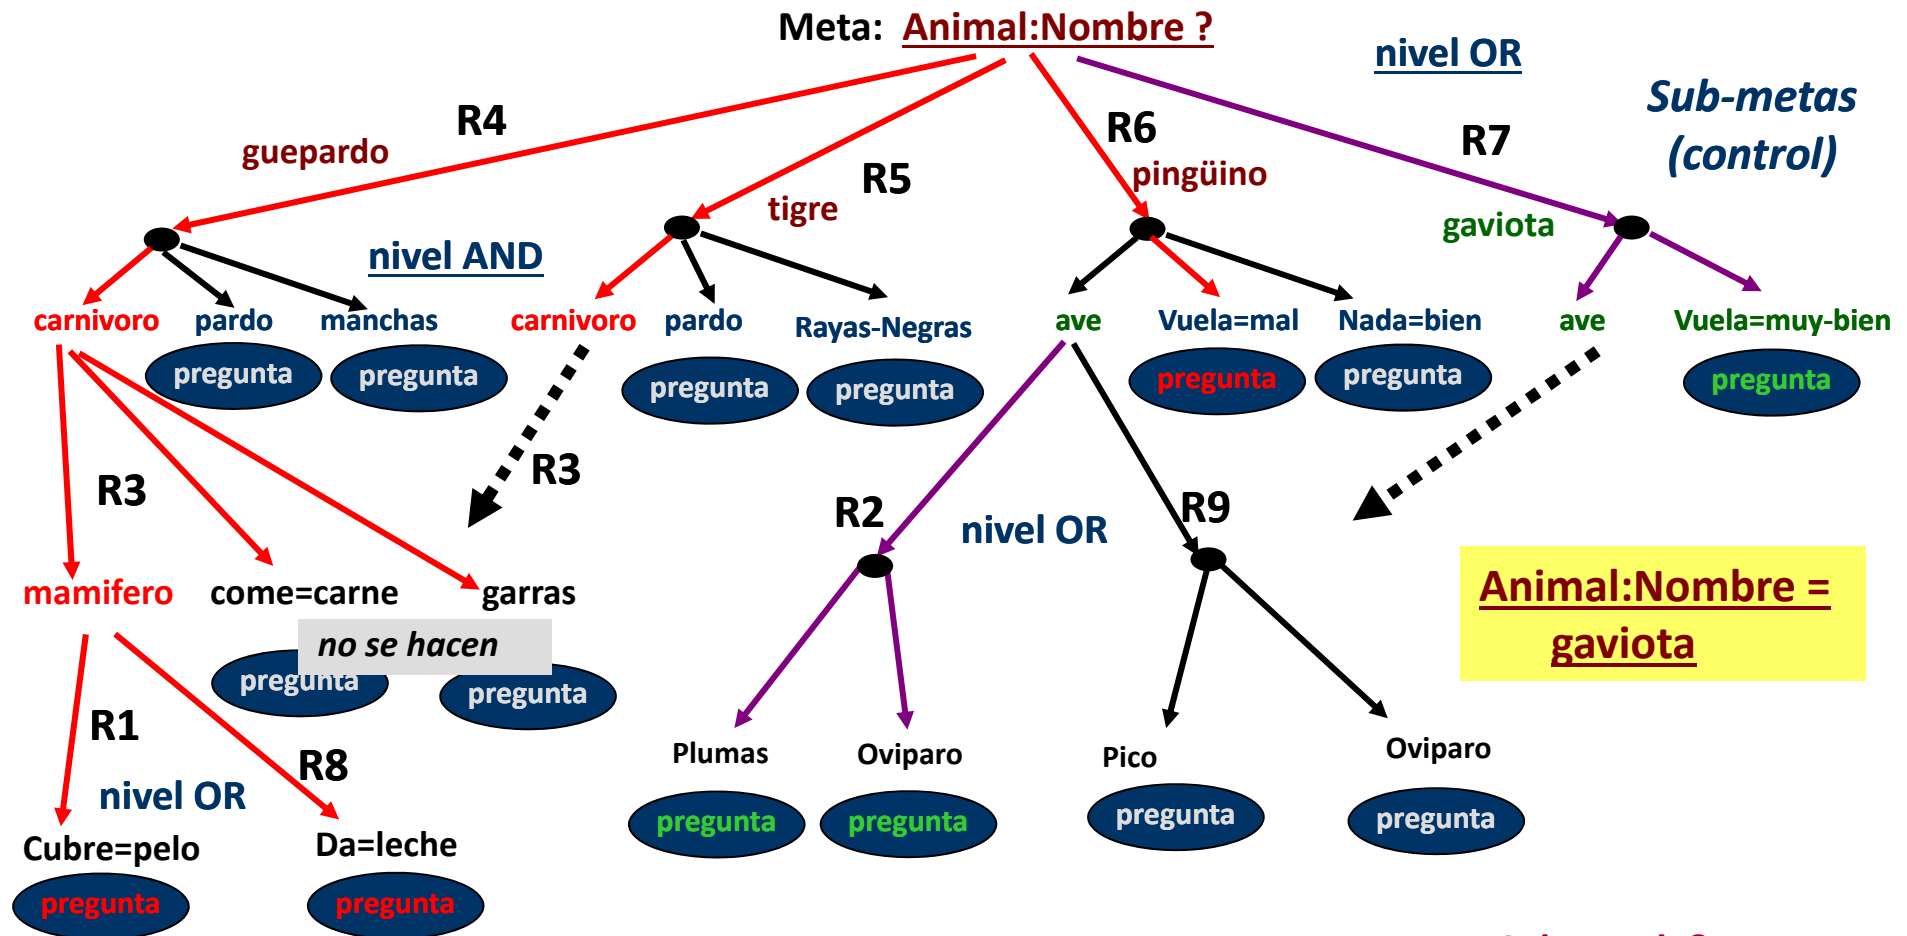 Meta: Animal:Nombre ?
nivel OR
Sub-metas
(control)
R4
R6
R7
guepardo
R5
pingüino
tigre
gaviota
nivel AND
carnivoro pardo manchas carnivoro pardo Rayas-Negras ave Vuela=mal Nada=bien ave Vuela=muy-bien
pregunta pregunta pregunta pregunta pregunta pregunta pregunta
R3
R3
R2
nivel OR
R9
mamifero come=carne garras
Animal:Nombre =
gaviota
no se hacen
pregunta pregunta
R1
R8
nivel OR
Plumas Oviparo Pico Oviparo
pregunta pregunta pregunta pregunta
Cubre=pelo Da=leche
pregunta pregunta